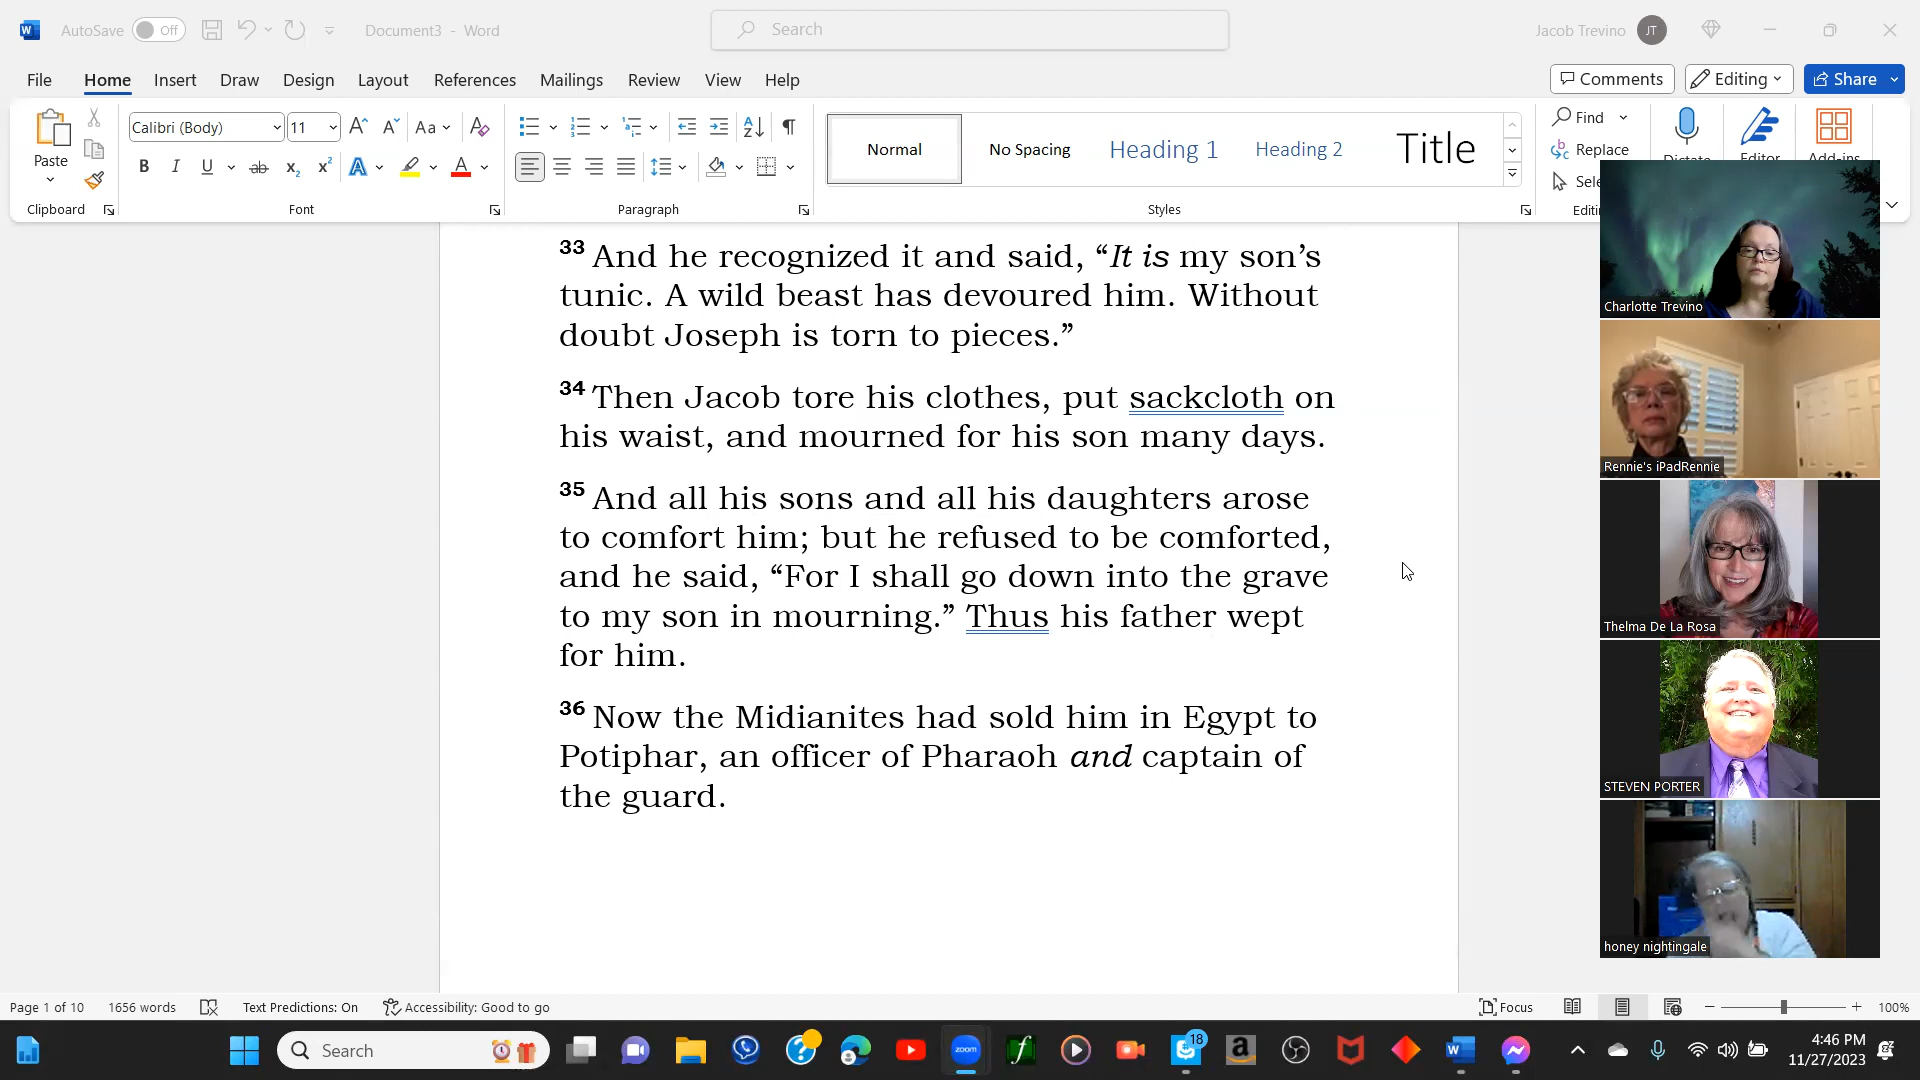 AutoSave Off Document3 - Word Search Jacob Trevino JT
File Home Insert Draw Design Layout References Mailings Review View Help Comments Editing Share
Paste
Clipboard
Calibri (Body) 11
Font
Paragraph
Normal No Spacing Heading 1 Heading 2 Title
Styles
Find
Replace
Dictate Editor Add-ins
33 And he recognized it and said, “It is my son’s
tunic. A wild beast has devoured him. Without
doubt Joseph is torn to pieces.”
34 Then Jacob tore his clothes, put sackcloth on
his waist, and mourned for his son many days.
35 And all his sons and all his daughters arose
to comfort him; but he refused to be comforted,
and he said, “For I shall go down into the grave
to my son in mourning.” Thus his father wept
for him.
36 Now the Midianites had sold him in Egypt to
Potiphar, an officer of Pharaoh and captain of
the guard.
Charlotte Trevino
Rennie's iPadRennie
Thelma De La Rosa
STEVEN PORTER
honey nightingale
Page 1 of 10 1656 words Text Predictions: On Accessibility: Good to go Focus 100%
Search zoom 18 4:46 PM
11/27/2023